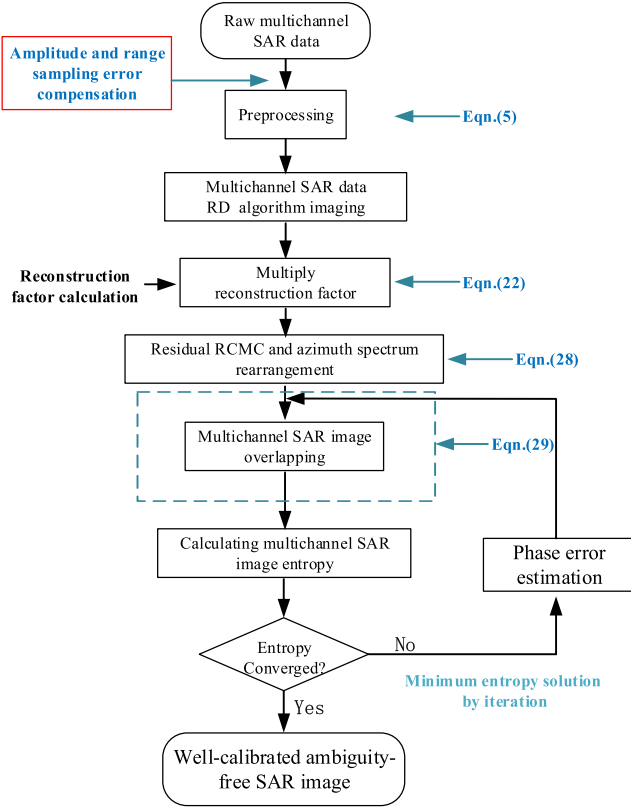 Raw multichannel
SAR data
Amplitude and range
sampling error
compensation
Preprocessing
Eqn.(5)
Multichannel SAR data
RD algorithm imaging
Reconstruction
factor calculation
Multiply
reconstruction factor
Eqn.(22)
Residual RCMC and azimuth spectrum
rearrangement
Eqn.(28)
Multichannel SAR image
overlapping
Eqn.(29)
Calculating multichannel SAR
image entropy
Phase error
estimation
Entropy
Converged?
No
Minimum entropy solution
by iteration
Yes
Well-calibrated ambiguity-
free SAR image